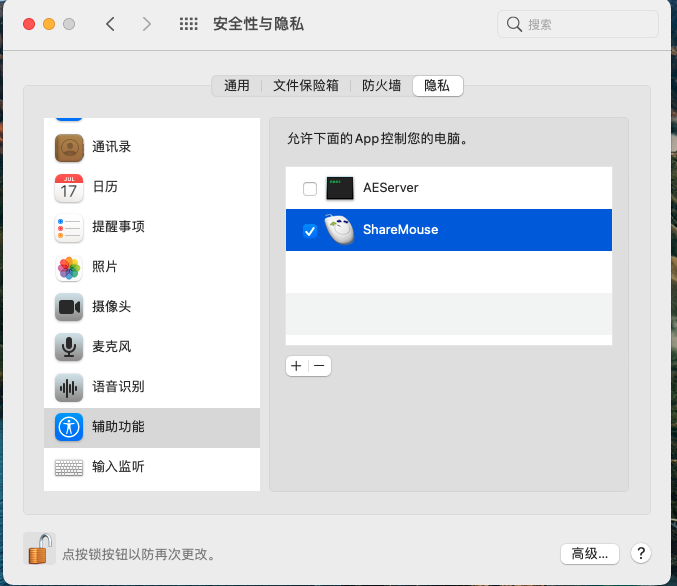 安全性与隐私
搜索
通用
文件保险箱
防火墙
隐私
通讯录
JUL
17
日历
提醒事项
照片
摄像头
麦克风
语音识别
辅助功能
输入监听
允许下面的App控制您的电脑。
AEServer
ShareMouse
点按锁按钮以防再次更改。
高级...
?